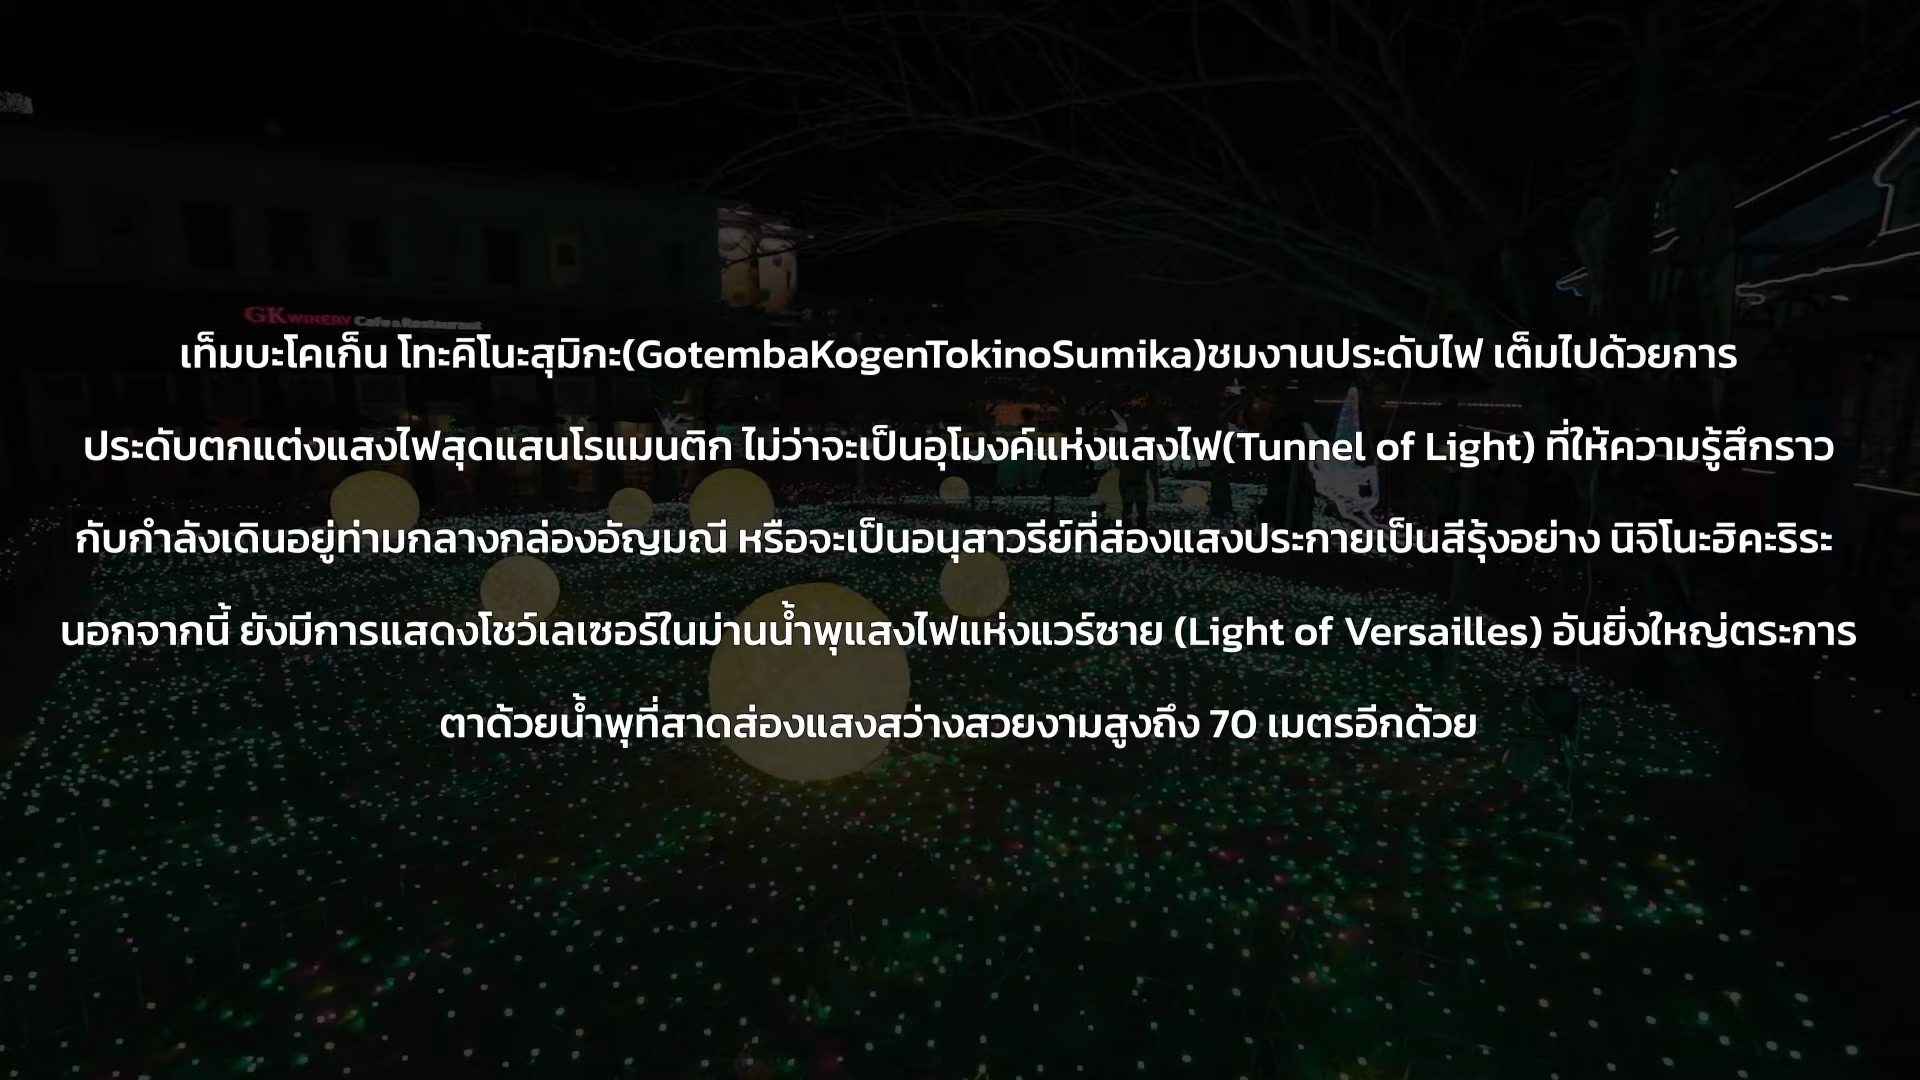 GK WINERY Cafe & Restaurant
เท็มบะโคเก็น โทะคิโนะสุมิกะ(GotembaKogenTokinoSumika)ชมงานประดับไฟ เต็มไปด้วยการ
ประดับตกแต่งแสงไฟสุดแสนโรแมนติก ไม่ว่าจะเป็นอุโมงค์แห่งแสงไฟ(Tunnel of Light) ที่ให้ความรู้สึกราว
กับกำลังเดินอยู่ท่ามกลางกล่องอัญมณี หรือจะเป็นอนุสาวรีย์ที่ส่องแสงประกายเป็นสีรุ้งอย่าง นิจิโนะฮิคะริระ
นอกจากนี้ ยังมีการแสดงโชว์เลเซอร์ในม่านน้ำพุแสงไฟแห่งแวร์ซาย (Light of Versailles) อันยิ่งใหญ่ตระการ
ตาด้วยน้ำพุที่สาดส่องแสงสว่างสวยงามสูงถึง 70 เมตรอีกด้วย